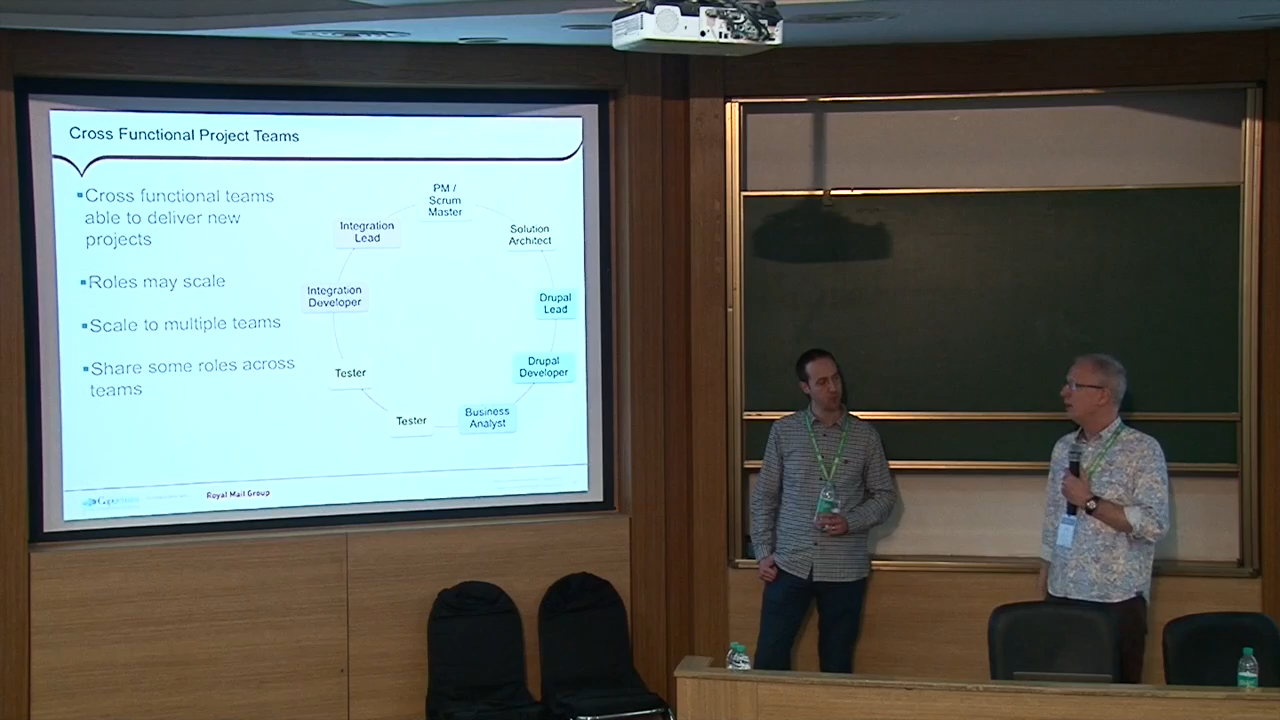 Cross Functional Project Teams
Cross functional teams
able to deliver new
projects
Roles may scale
Scale to multiple teams
Share some roles across
teams
PM /
Scrum
Master
Solution
Architect
Drupal
Lead
Drupal
Developer
Business
Analyst
Tester
Tester
Integration
Developer
Integration
Lead
Capgemini
Royal Mail Group